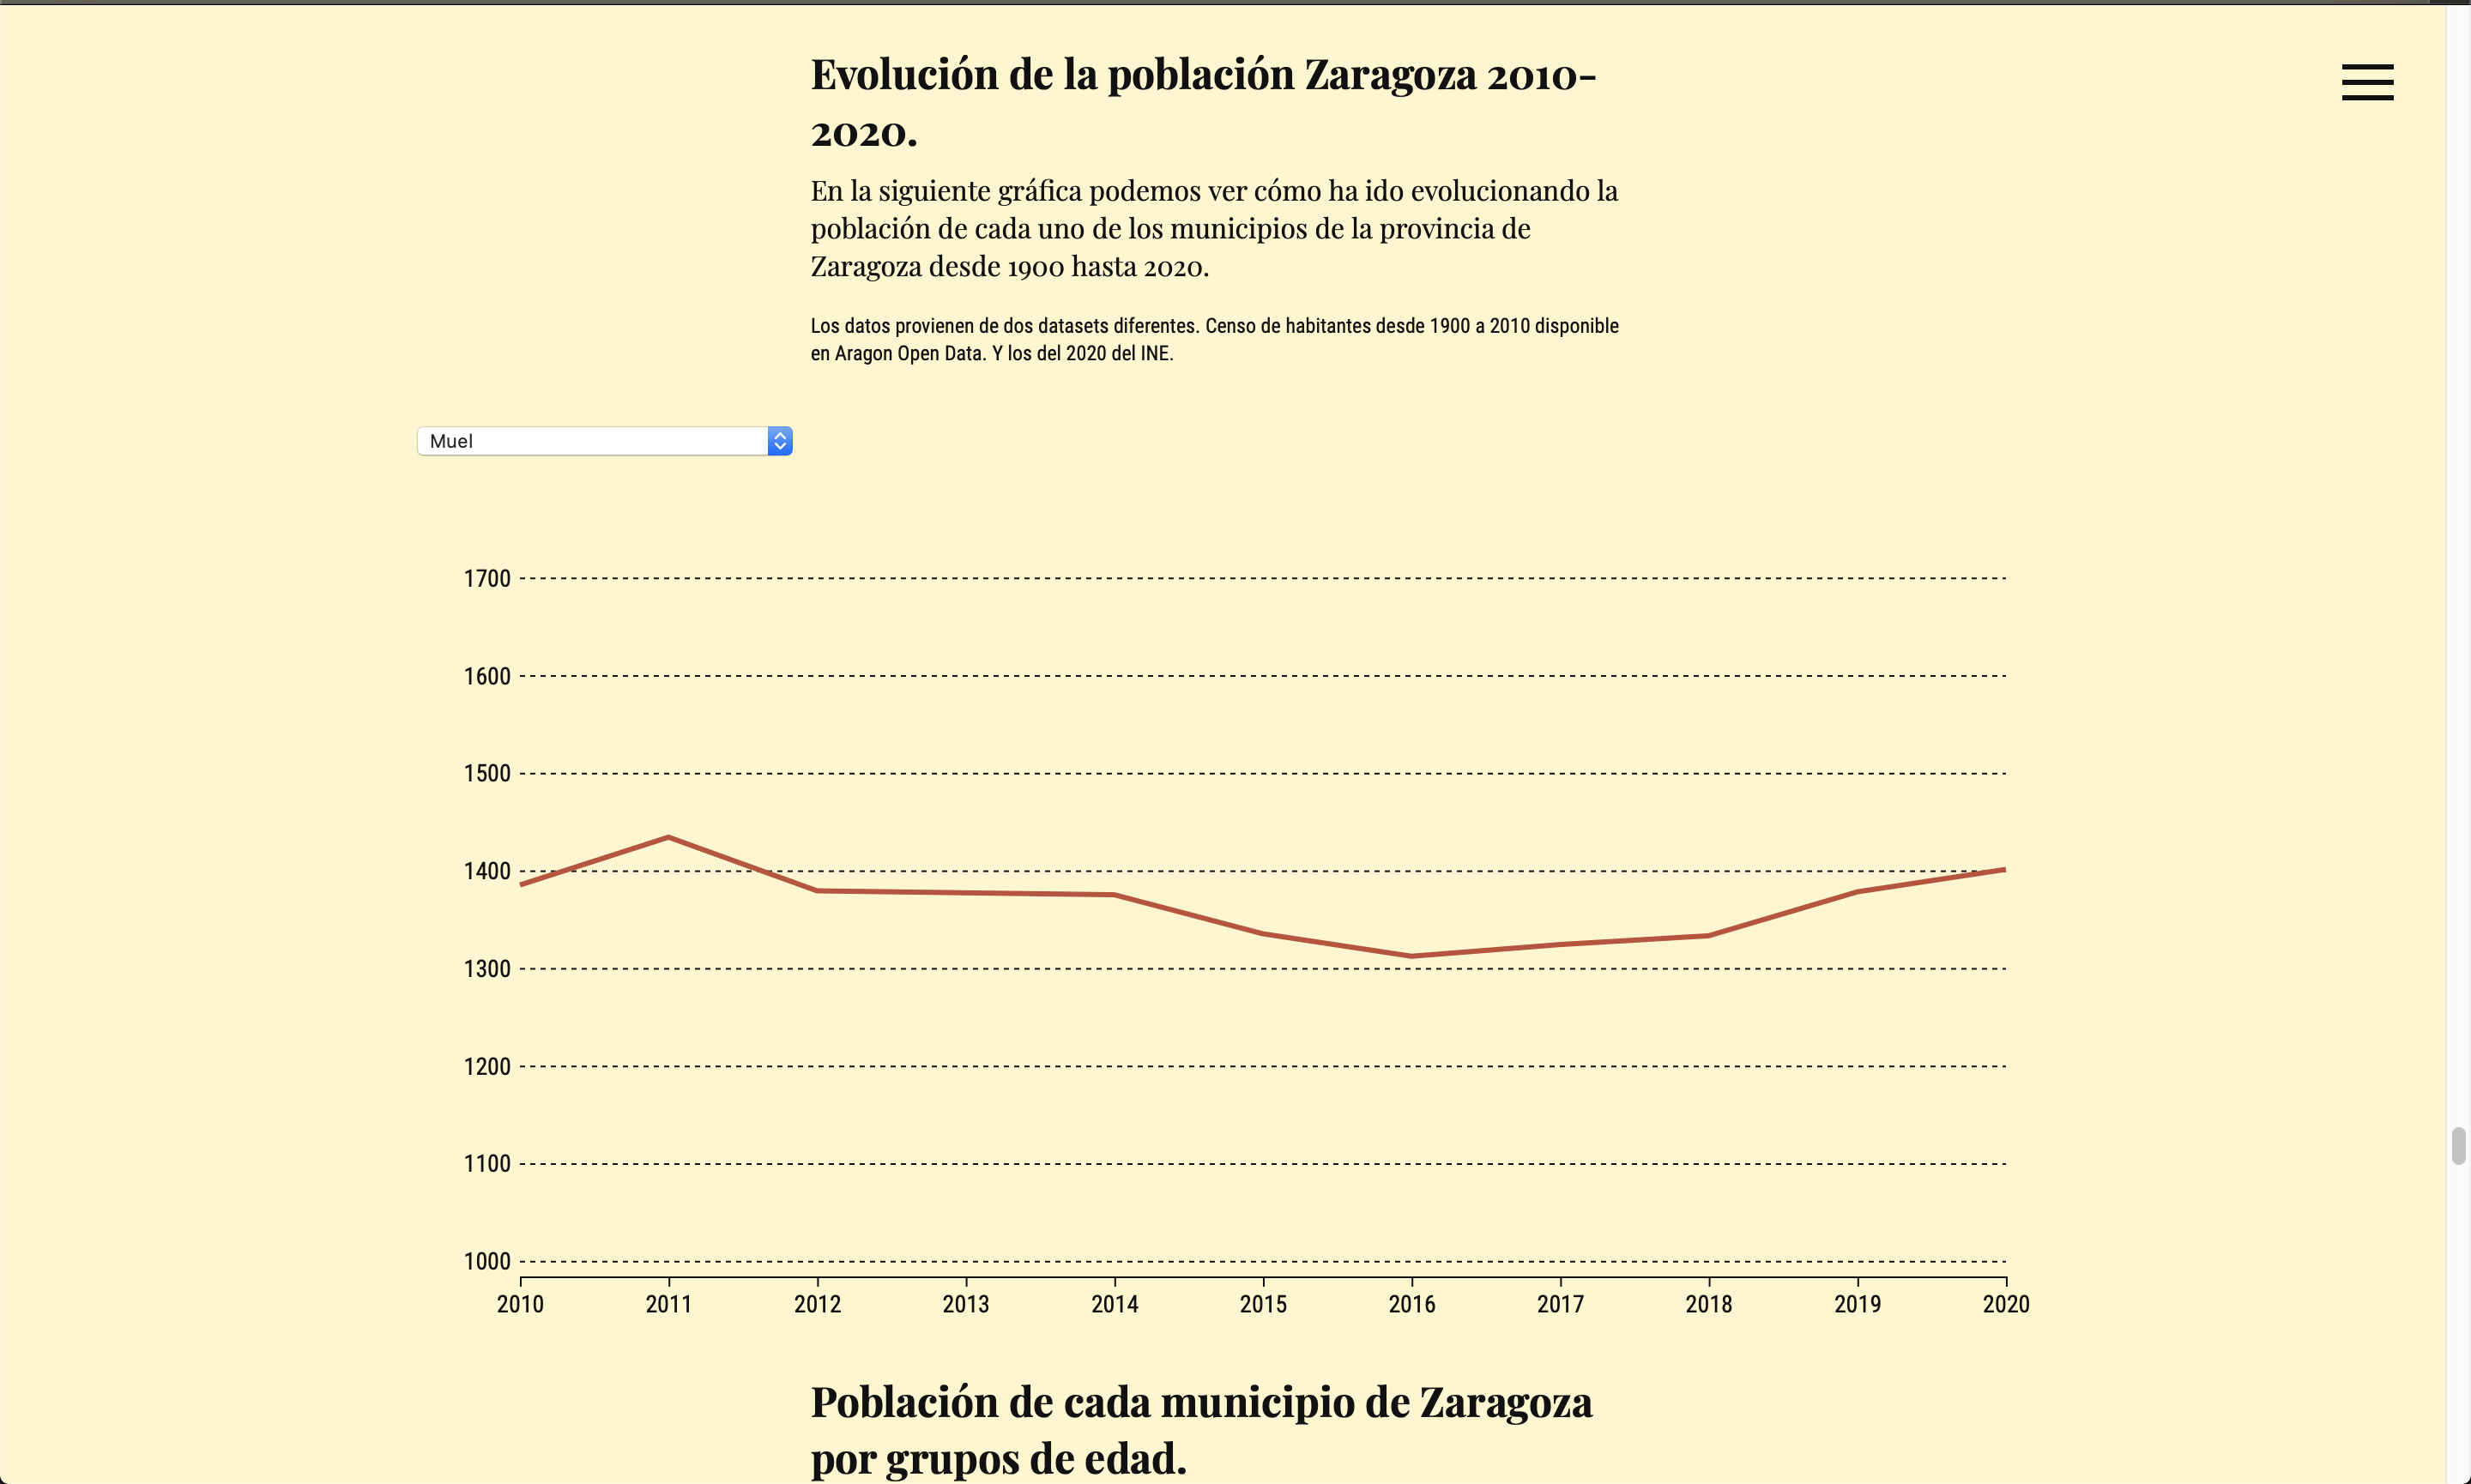 Evolución de la población Zaragoza 2010-
2020.
En la siguiente gráfica podemos ver cómo ha ido evolucionando la
población de cada uno de los municipios de la provincia de
Zaragoza desde 1900 hasta 2020.
Los datos provienen de dos datasets diferentes. Censo de habitantes desde 1900 a 2010 disponible
en Aragon Open Data. Y los del 2020 del INE.
Muel
1700
1600
1500
1400
1300
1200
1100
1000
2010 2011 2012 2013 2014 2015 2016 2017 2018 2019 2020
Población de cada municipio de Zaragoza
por grupos de edad.